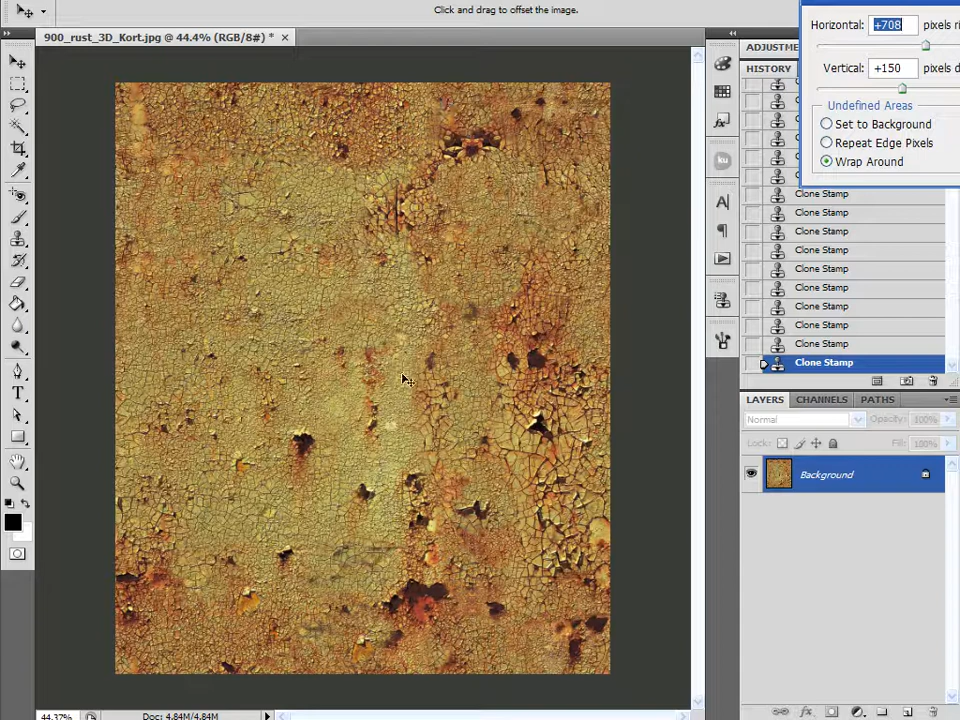 Click and drag to offset the image.
900_rust_3D_Kort.jpg @ 44.4% (RGB/8#) *
Horizontal: +708 pixels ri
Vertical: +150 pixels d
Undefined Areas
Set to Background
Repeat Edge Pixels
Wrap Around
ADJUSTME
HISTORY
Clone Stamp
Clone Stamp
Clone Stamp
Clone Stamp
Clone Stamp
Clone Stamp
Clone Stamp
Clone Stamp
Clone Stamp
Clone Stamp
LAYERS CHANNELS PATHS
Normal Opacity: 100%
Lock: Fill: 100%
Background
44.37% Doc: 4.84M/4.84M